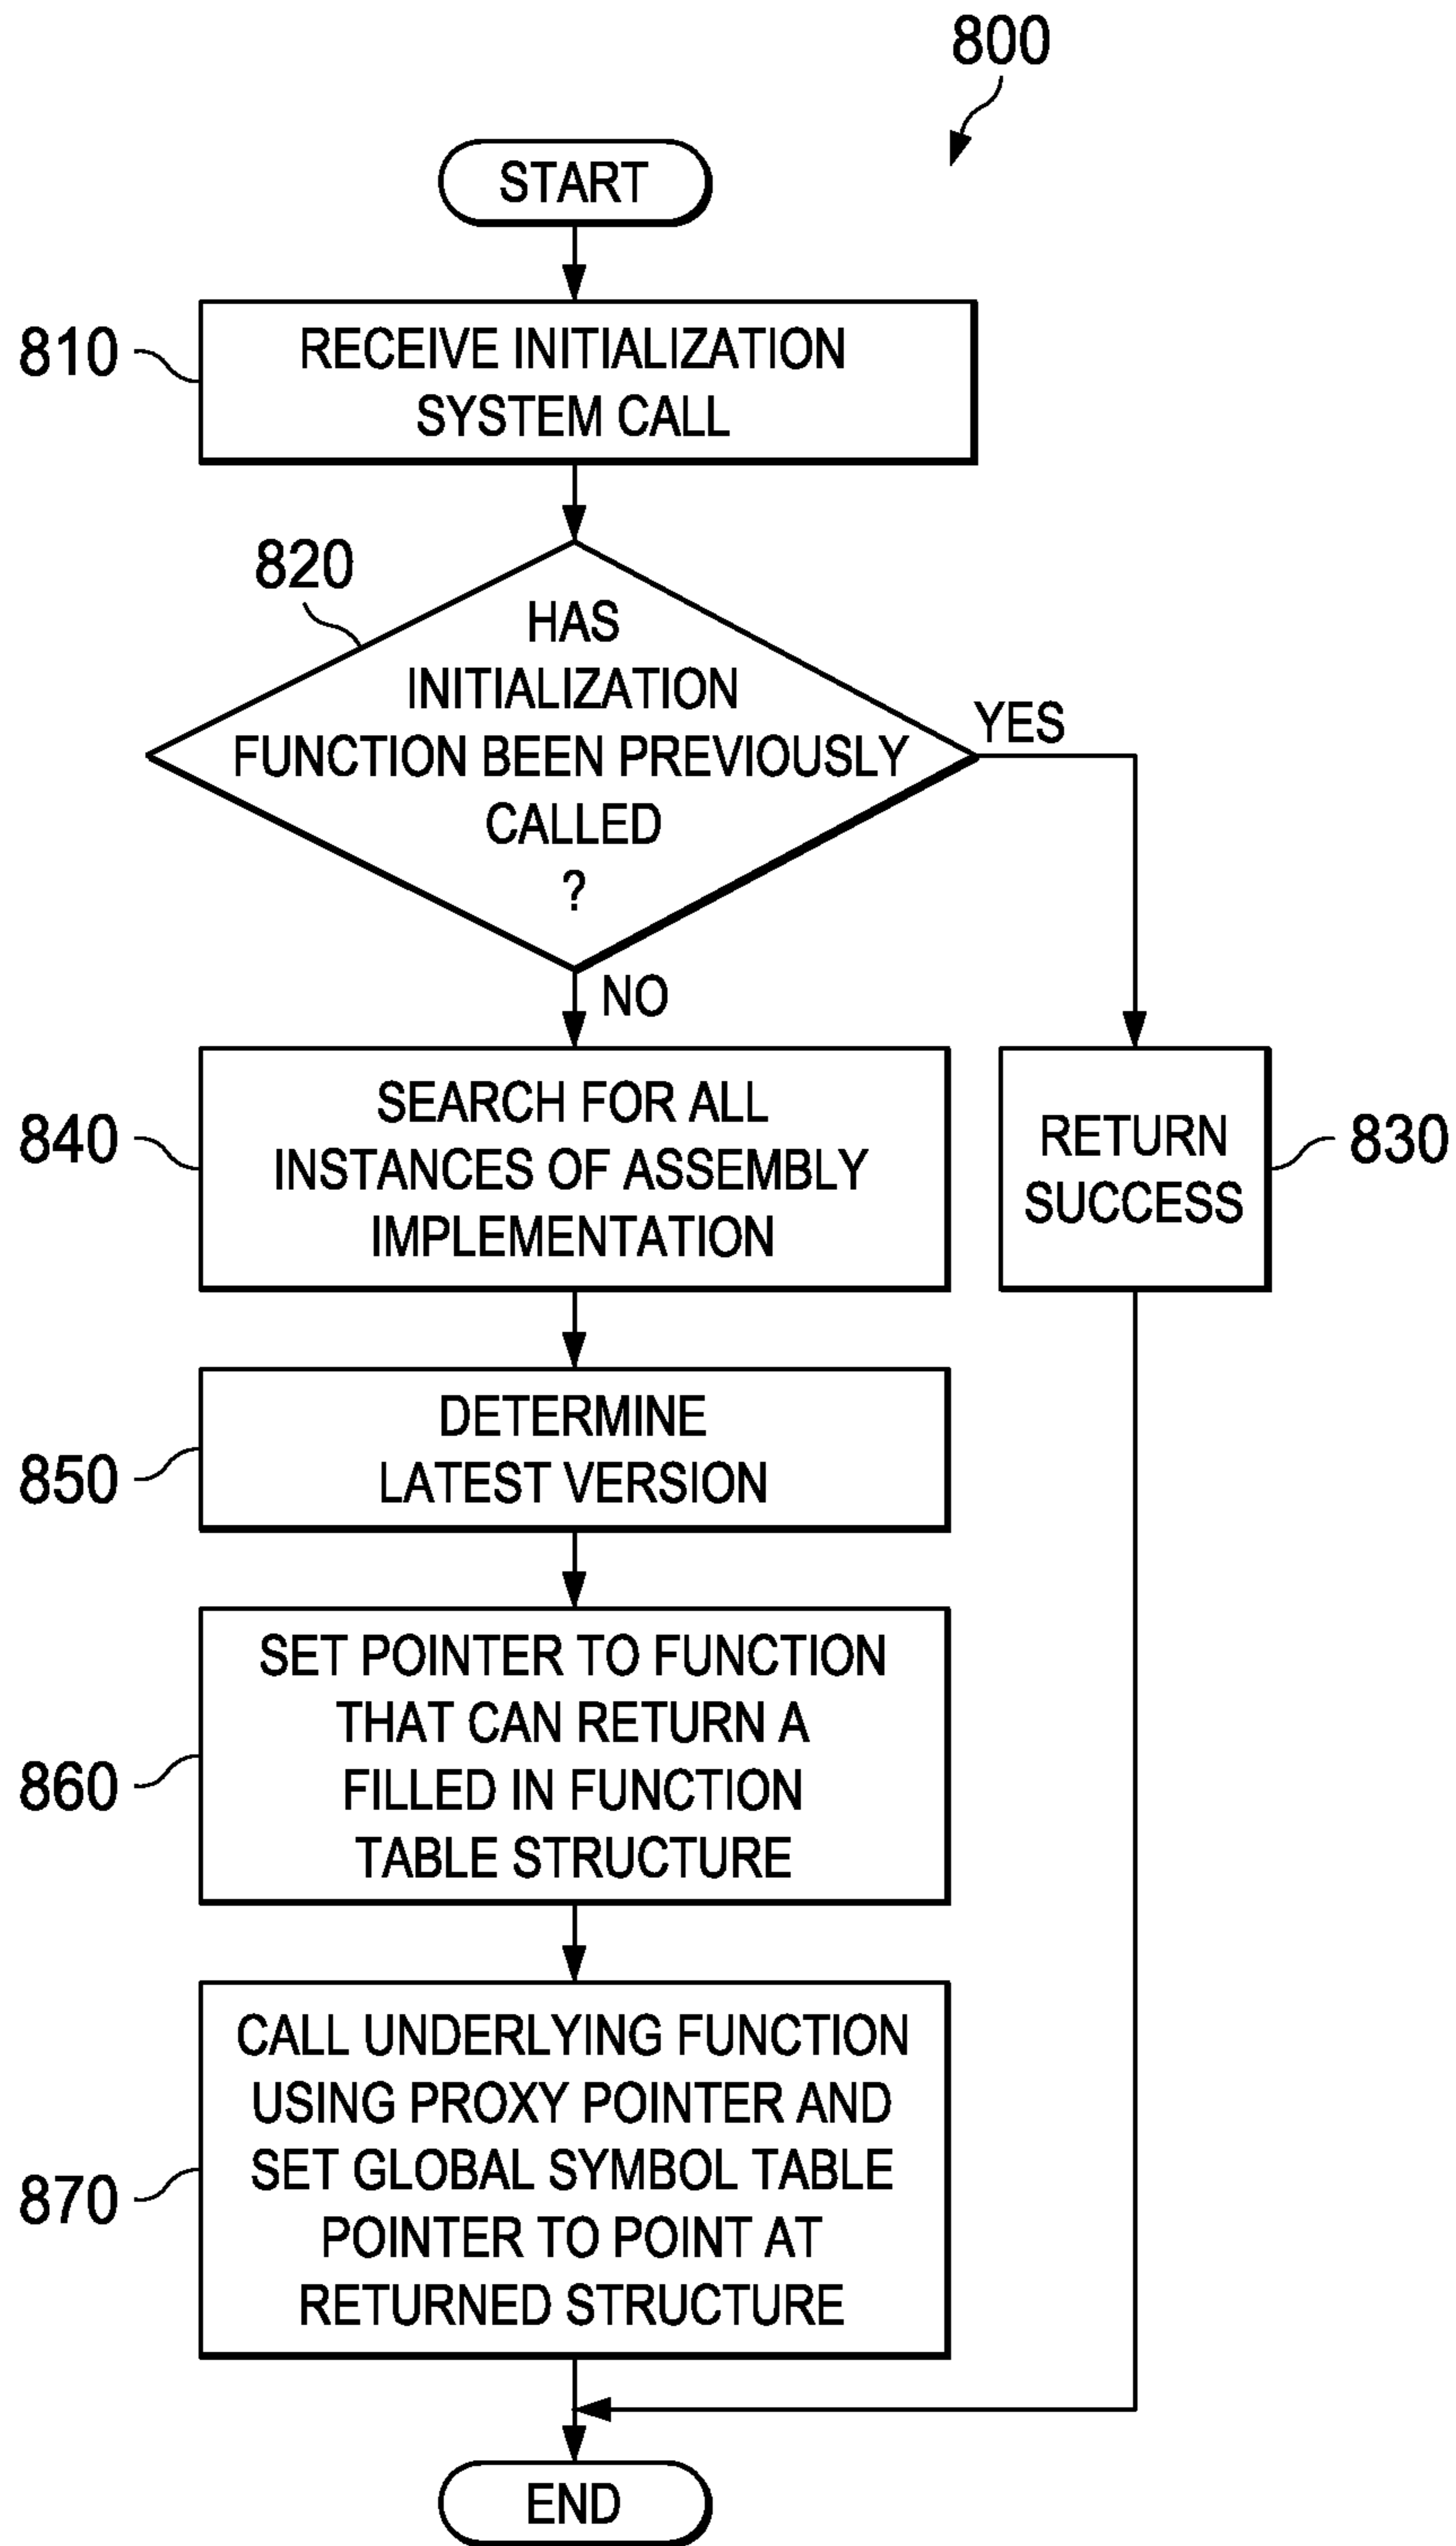 800
START
810
RECEIVE INITIALIZATION
SYSTEM CALL
820
HAS
INITIALIZATION
FUNCTION BEEN PREVIOUSLY
CALLED
?
YES
NO
840
SEARCH FOR ALL
INSTANCES OF ASSEMBLY
IMPLEMENTATION
RETURN
SUCCESS
830
850
DETERMINE
LATEST VERSION
860
SET POINTER TO FUNCTION
THAT CAN RETURN A
FILLED IN FUNCTION
TABLE STRUCTURE
870
CALL UNDERLYING FUNCTION
USING PROXY POINTER AND
SET GLOBAL SYMBOL TABLE
POINTER TO POINT AT
RETURNED STRUCTURE
END